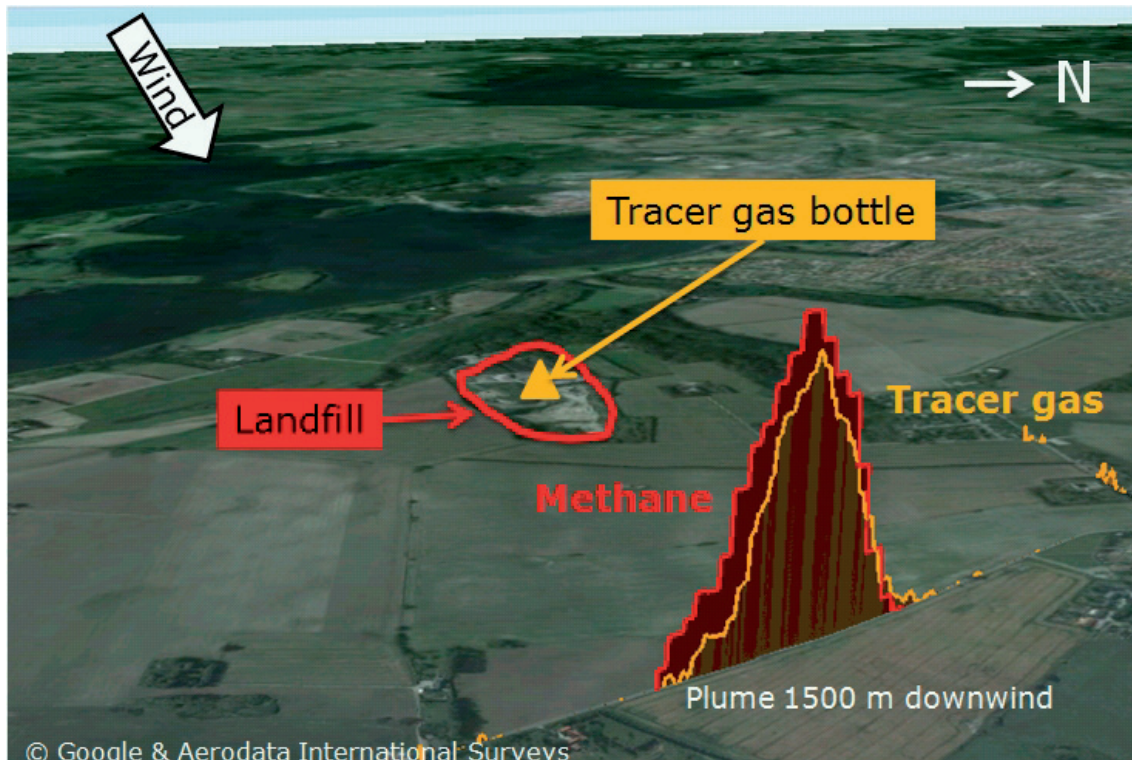 Wind
N
Tracer gas bottle
Landfill
Tracer gas
Methane
Plume 1500 m downwind
© Google & Aerodata International Surveys